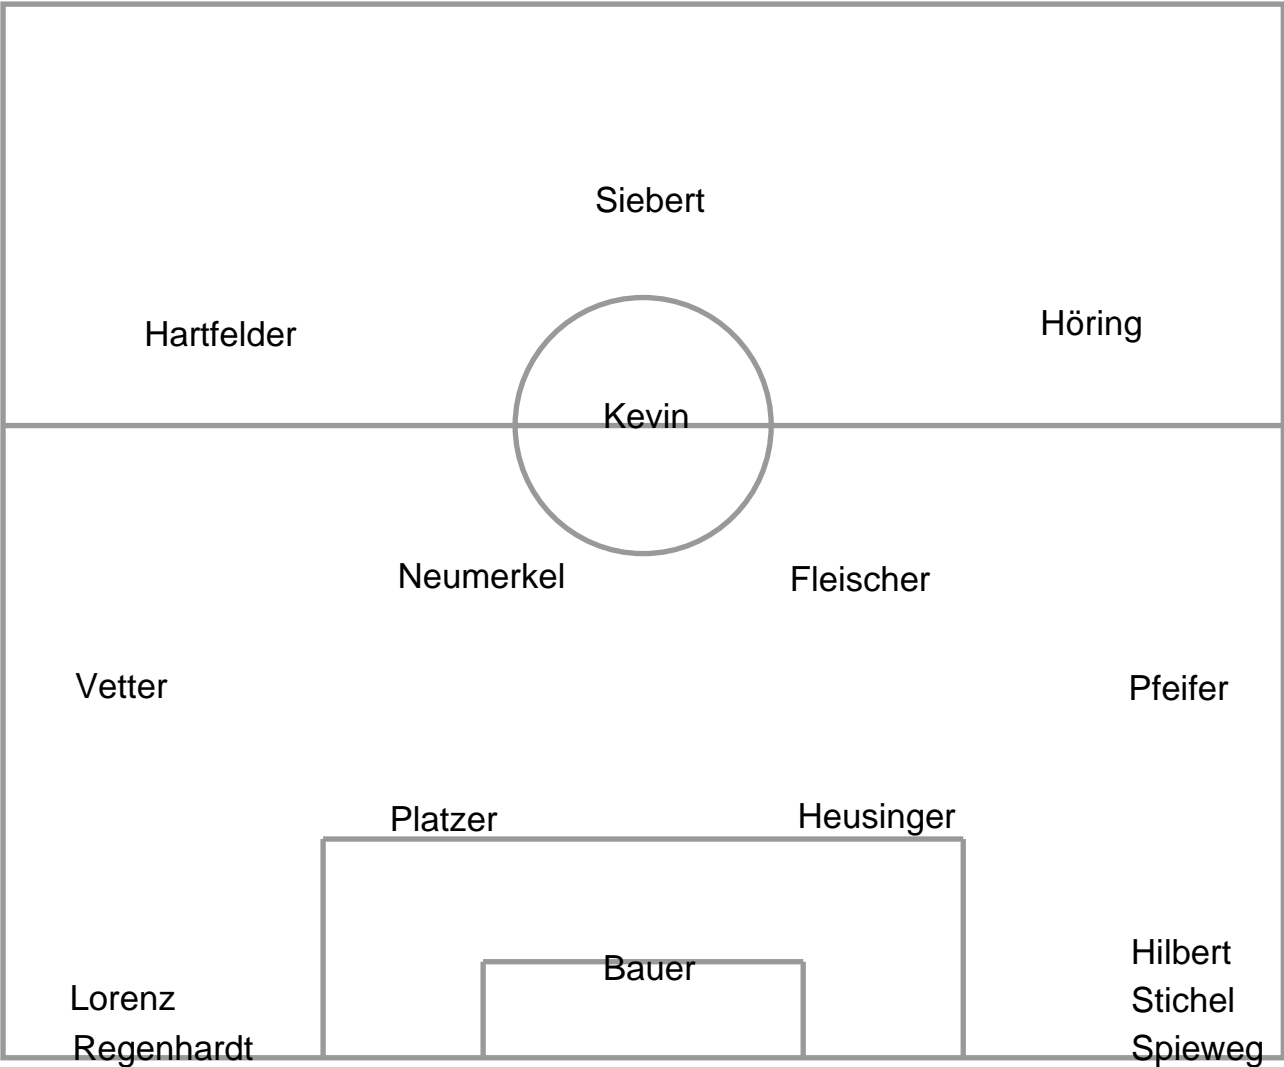 Siebert
Hartfelder
Höring
Kevin
Neumerkel
Fleischer
Vetter
Pfeifer
Platzer
Heusinger
Bauer
Lorenz
Regenhardt
Hilbert
Stichel
Spieweg